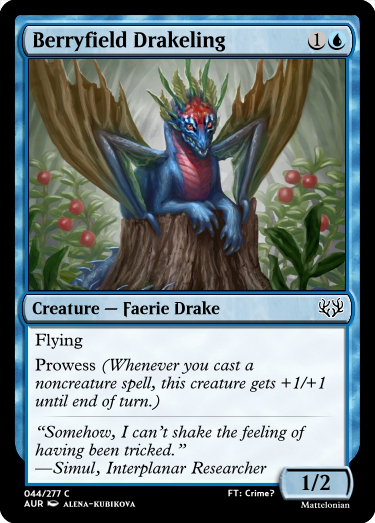 Berryfield Drakeling 1
Creature — Faerie Drake
Flying
Prowess (Whenever you cast a
noncreature spell, this creature gets +1/+1
until end of turn.)
“Somehow, I can’t shake the feeling of
having been tricked.”
—Simul, Interplanar Researcher
1/2
044/277 C FT: Crime?
AUR ALENA-KUBIKOVA Mattelonian